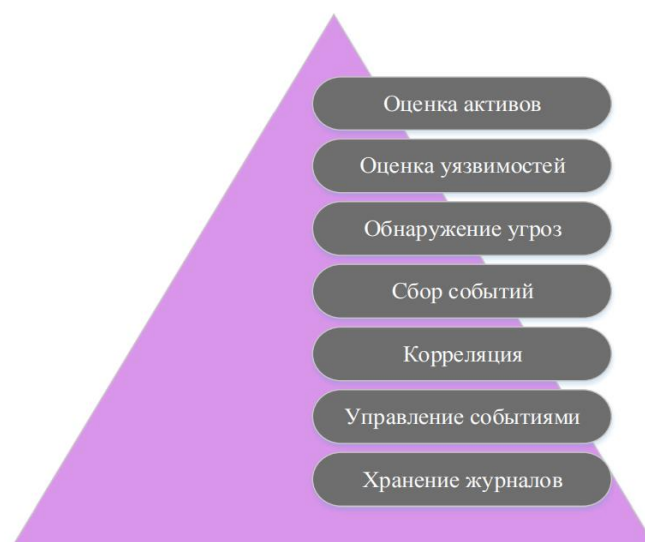 Оценка активов
Оценка уязвимостей
Обнаружение угроз
Сбор событий
Корреляция
Управление событиями
Хранение журналов